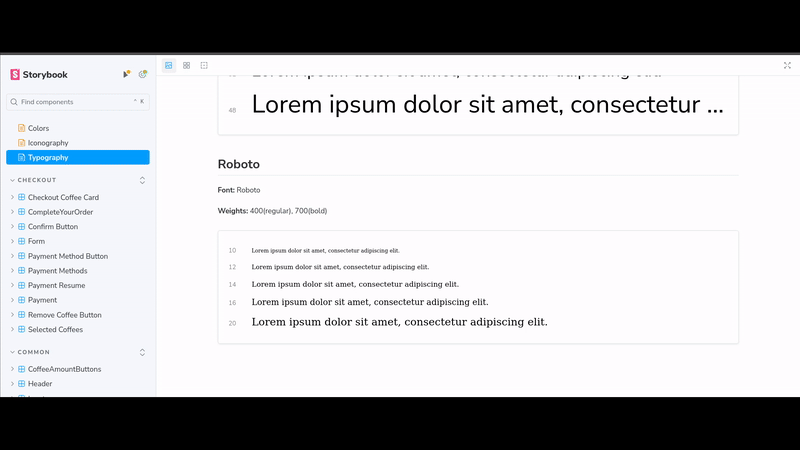 Storybook
Find components
^ K
Colors
Iconography
Typography
CHECKOUT
Checkout Coffee Card
CompleteYourOrder
Confirm Button
Form
Payment Method Button
Payment Methods
Payment Resume
Payment
Remove Coffee Button
Selected Coffees
COMMON
CoffeeAmountButtons
Header
48 Lorem ipsum dolor sit amet, consectetur ...
Roboto
Font: Roboto
Weights: 400(regular), 700(bold)
10 Lorem ipsum dolor sit amet, consectetur adipiscing elit.
12 Lorem ipsum dolor sit amet, consectetur adipiscing elit.
14 Lorem ipsum dolor sit amet, consectetur adipiscing elit.
16 Lorem ipsum dolor sit amet, consectetur adipiscing elit.
20 Lorem ipsum dolor sit amet, consectetur adipiscing elit.